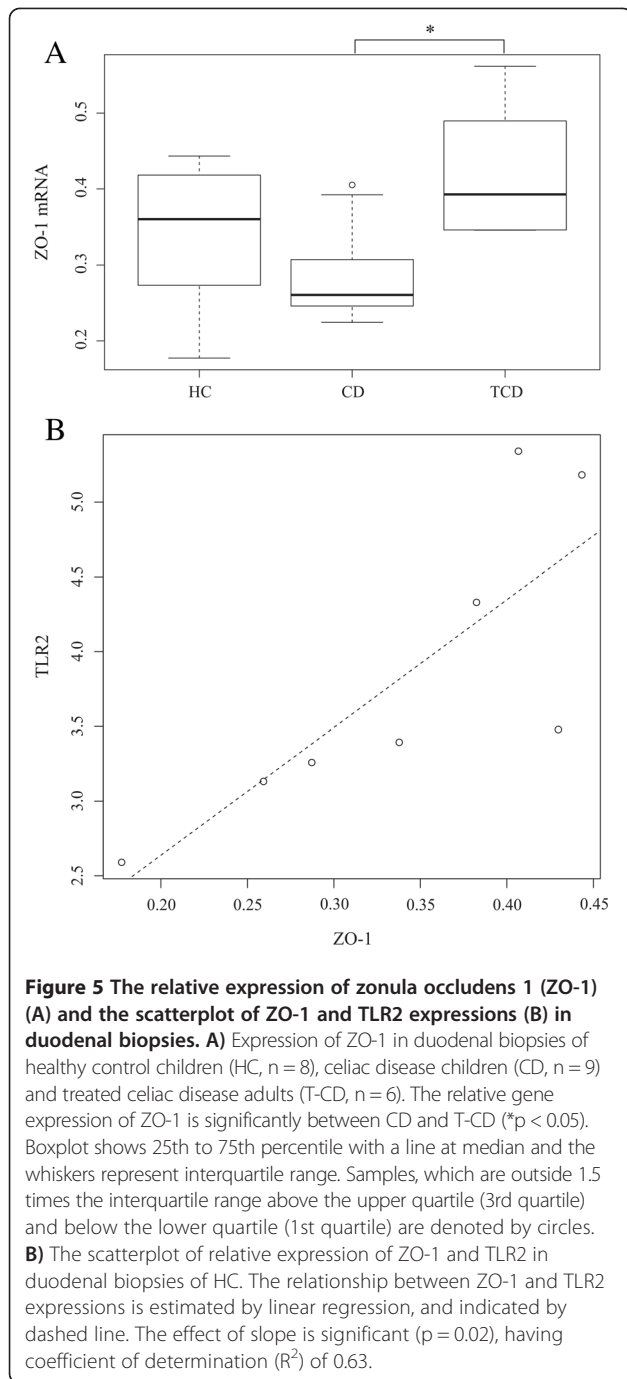 A
*
ZO-1 mRNA
0.5
0.4
0.3
0.2
HC CD TCD
B
TLR2
5.0
4.5
4.0
3.5
3.0
2.5
0.20 0.25 0.30 0.35 0.40 0.45
ZO-1
Figure 5 The relative expression of zonula occludens 1 (ZO-1)
(A) and the scatterplot of ZO-1 and TLR2 expressions (B) in
duodenal biopsies. A) Expression of ZO-1 in duodenal biopsies of
healthy control children (HC, n = 8), celiac disease children (CD, n = 9)
and treated celiac disease adults (T-CD, n = 6). The relative gene
expression of ZO-1 is significantly between CD and T-CD (*p < 0.05).
Boxplot shows 25th to 75th percentile with a line at median and the
whiskers represent interquartile range. Samples, which are outside 1.5
times the interquartile range above the upper quartile (3rd quartile)
and below the lower quartile (1st quartile) are denoted by circles.
B) The scatterplot of relative expression of ZO-1 and TLR2 in
duodenal biopsies of HC. The relationship between ZO-1 and TLR2
expressions is estimated by linear regression, and indicated by
dashed line. The effect of slope is significant (p = 0.02), having
coefficient of determination (R²) of 0.63.